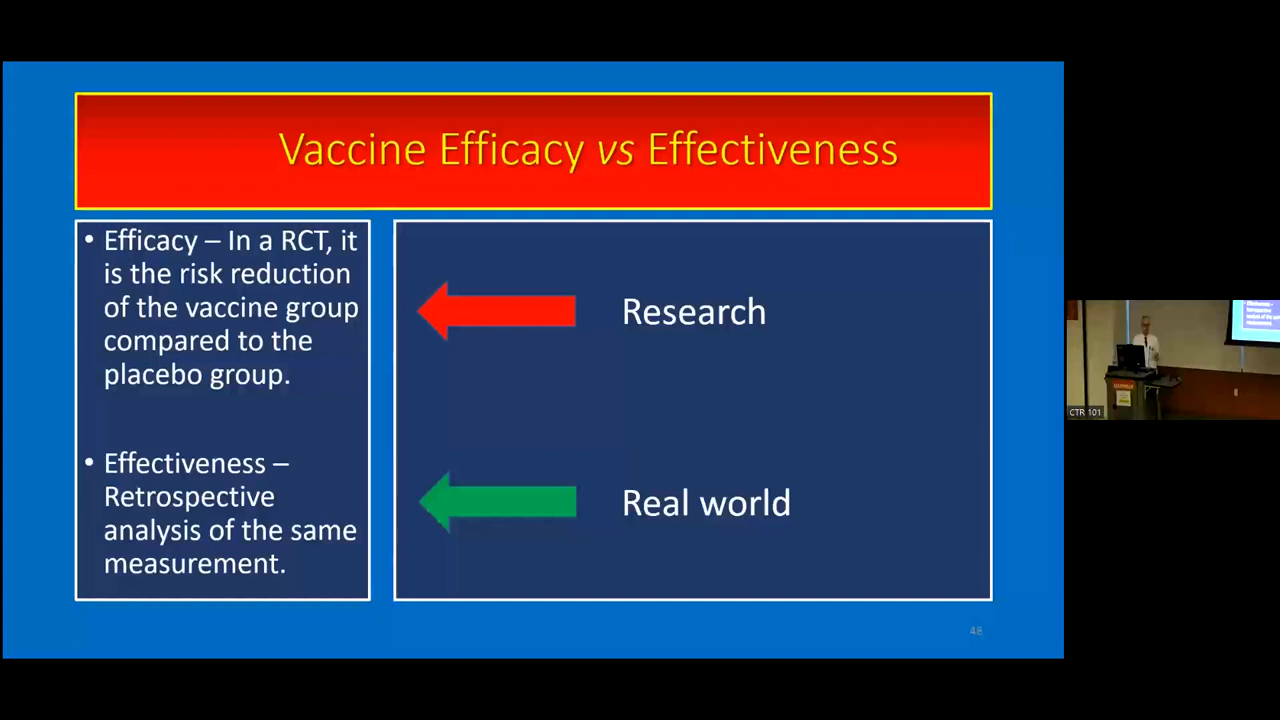 Vaccine Efficacy vs Effectiveness
• Efficacy – In a RCT, it
is the risk reduction
of the vaccine group
compared to the
placebo group.
• Effectiveness –
Retrospective
analysis of the same
measurement.
Research
Real world
48
CTR 101